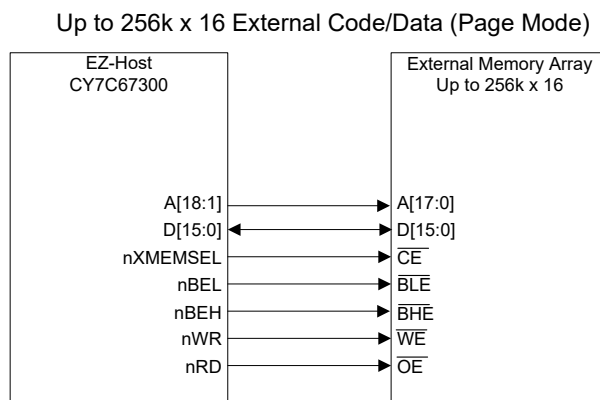 Up to 256k x 16 External Code/Data (Page Mode)
EZ-Host
CY7C67300
External Memory Array
Up to 256k x 16
A[18:1]
A[17:0]
D[15:0]
D[15:0]
nXMEMSEL
CE
nBEL
BLE
nBEH
BHE
nWR
WE
nRD
OE